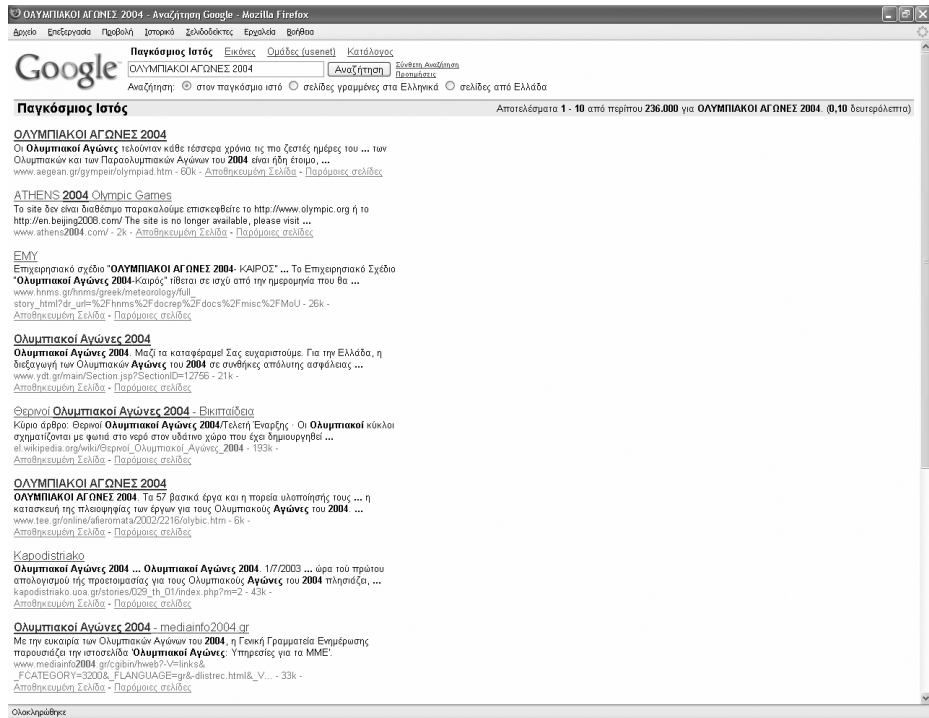 ΟΛΥΜΠΙΑΚΟΙ ΑΓΩΝΕΣ 2004 - Αναζήτηση Google - Mozilla Firefox
Αρχείο Επεξεργασία Προβολή Ιστορικό Σελιδοδείκτες Εργαλεία Βοήθεια
Παγκόσμιος Ιστός Εικόνες Ομάδες (usenet) Κατάλογος
Google
ΟΛΥΜΠΙΑΚΟΙ ΑΓΩΝΕΣ 2004 Αναζήτηση Σύνθετη Αναζήτηση
Προτιμήσεις
Αναζήτηση: στον παγκόσμιο ιστό σελίδες γραμμένες στα Ελληνικά σελίδες από Ελλάδα
Παγκόσμιος Ιστός Αποτελέσματα 1 - 10 από περίπου 236.000 για ΟΛΥΜΠΙΑΚΟΙ ΑΓΩΝΕΣ 2004. (0,10 δευτερόλεπτα)
ΟΛΥΜΠΙΑΚΟΙ ΑΓΩΝΕΣ 2004
Οι Ολυμπιακοί Αγώνες τελούνταν κάθε τέσσερα χρόνια τις πιο ζεστές ημέρες του ... των
Ολυμπιακών και των Παραολυμπιακών Αγώνων του 2004 είναι ήδη έτοιμο, ...
www.aegean.gr/gympeir/olympiad.htm - 60k - Αποθηκευμένη Σελίδα - Παρόμοιες σελίδες
ATHENS 2004 Olympic Games
Το site δεν είναι διαθέσιμο παρακαλούμε επισκεφθείτε το http://www.olympic.org ή το
http://en.beijing2008.com/ The site is no longer available, please visit ...
www.athens2004.com/ - 2k - Αποθηκευμένη Σελίδα - Παρόμοιες σελίδες
ΕΜΥ
Επιχειρησιακό σχέδιο "ΟΛΥΜΠΙΑΚΟΙ ΑΓΩΝΕΣ 2004- ΚΑΙΡΟΣ" ... Το Επιχειρησιακό Σχέδιο
"Ολυμπιακοί Αγώνες 2004-Καιρός" τίθεται σε ισχύ από την ημερομηνία που θα ...
www.hnms.gr/hnms/greek/meteorology/full_
story_html?dr_url=%2Fhnms%2Fdocrep%2Fdocs%2Fmisc%2FMoU - 26k -
Αποθηκευμένη Σελίδα - Παρόμοιες σελίδες
Ολυμπιακοί Αγώνες 2004
Ολυμπιακοί Αγώνες 2004. Μαζί τα καταφέραμε! Σας ευχαριστούμε. Για την Ελλάδα, η
διεξαγωγή των Ολυμπιακών Αγώνες του 2004 σε συνθήκες απόλυτης ασφάλειας ...
www.ydt.gr/main/Section.jsp?SectionID=12756 - 21k -
Αποθηκευμένη Σελίδα - Παρόμοιες σελίδες
Θερινοί Ολυμπιακοί Αγώνες 2004 - Βικιπαίδεια
Κύριο άρθρο: Θερινοί Ολυμπιακοί Αγώνες 2004/Τελετή Έναρξης · Οι Ολυμπιακοί κύκλοι
σχηματίζονται με φωτιά στο νερό στον υδάτινο χώρο που έχει δημιουργηθεί ...
el.wikipedia.org/wiki/Θερινοί_Ολυμπιακοί_Αγώνες_2004 - 193k -
Αποθηκευμένη Σελίδα - Παρόμοιες σελίδες
ΟΛΥΜΠΙΑΚΟΙ ΑΓΩΝΕΣ 2004
ΟΛΥΜΠΙΑΚΟΙ ΑΓΩΝΕΣ 2004. Τα 57 βασικά έργα και η πορεία υλοποίησής τους ... η
κατασκευή της πλειοψηφίας των έργων για τους Ολυμπιακούς Αγώνες του 2004. ...
www.tee.gr/online/afieromata/2002/2216/olybic.htm - 6k -
Αποθηκευμένη Σελίδα - Παρόμοιες σελίδες
Kapodistriako
Ολυμπιακοί Αγώνες 2004 ... Ολυμπιακοί Αγώνες 2004. 1/7/2003 ... ώρα τού πρώτου
απολογισμού τής προετοιμασίας για τους Ολυμπιακούς Αγώνες του 2004 πλησιάζει, ...
kapodistriako.uoa.gr/stories/029_th_01/index.php?m=2 - 43k -
Αποθηκευμένη Σελίδα - Παρόμοιες σελίδες
Ολυμπιακοί Αγώνες 2004 - mediainfo2004.gr
Με την ευκαιρία των Ολυμπιακών Αγώνων του 2004, η Γενική Γραμματεία Ενημέρωσης
παρουσιάζει την ιστοσελίδα 'Ολυμπιακοί Αγώνες: Υπηρεσίες για τα ΜΜΕ'.
www.mediainfo2004.gr/cgibin/hweb?-V=links&
_FCATEGORY=3200&_FLANGUAGE=gr&-dlistrec.html&_V... - 33k -
Αποθηκευμένη Σελίδα - Παρόμοιες σελίδες
Ολοκληρώθηκε